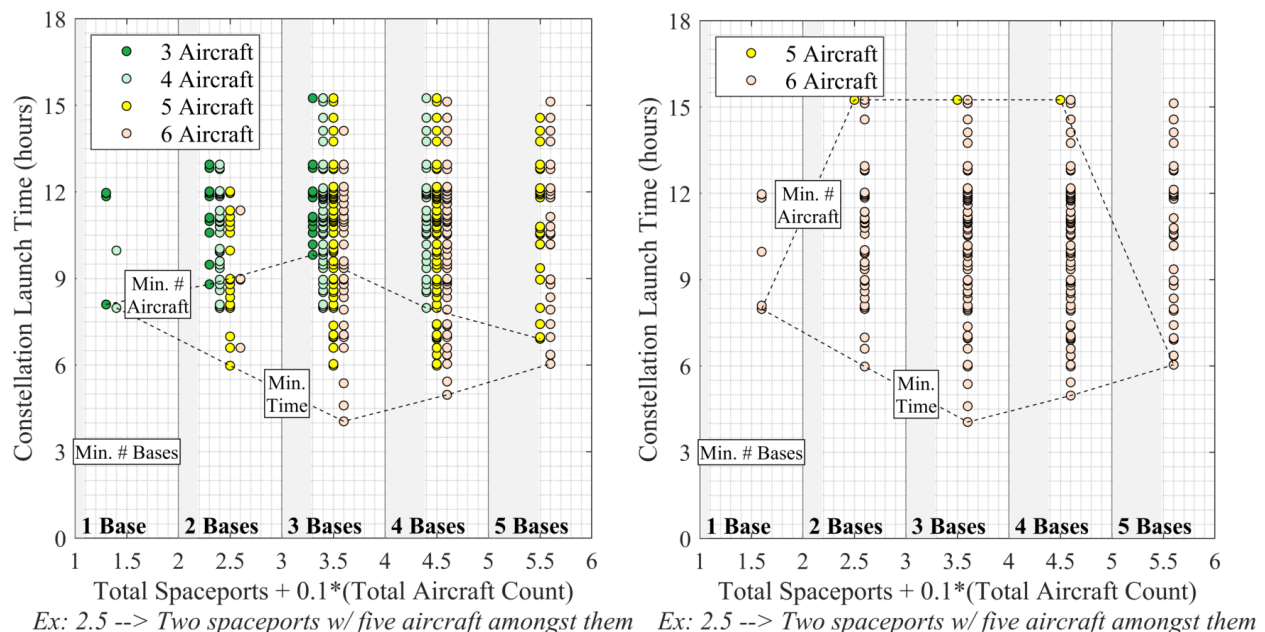 18
15
12
9
6
3
0
Constellation Launch Time (hours)
3 Aircraft
4 Aircraft
5 Aircraft
6 Aircraft
Min. #
Aircraft
Min.
Time
Min. # Bases
1 Base 2 Bases 3 Bases 4 Bases 5 Bases
1 1.5 2 2.5 3 3.5 4 4.5 5 5.5 6
Total Spaceports + 0.1*(Total Aircraft Count)
Ex: 2.5 --> Two spaceports w/ five aircraft amongst them
18
15
12
9
6
3
0
Constellation Launch Time (hours)
5 Aircraft
6 Aircraft
Min. #
Aircraft
Min.
Time
Min. # Bases
1 Base 2 Bases 3 Bases 4 Bases 5 Bases
1 1.5 2 2.5 3 3.5 4 4.5 5 5.5 6
Total Spaceports + 0.1*(Total Aircraft Count)
Ex: 2.5 --> Two spaceports w/ five aircraft amongst them